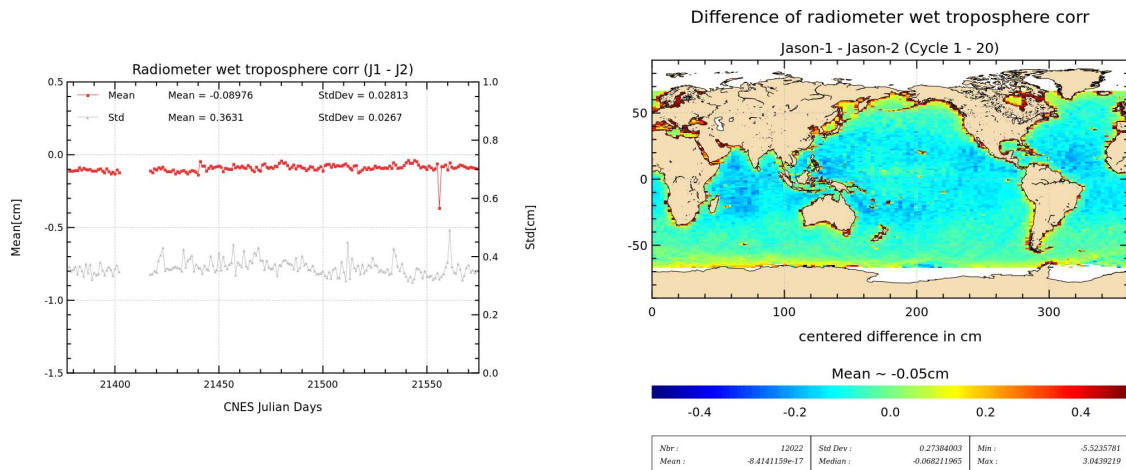 Radiometer wet troposphere corr (J1 - J2)
Mean Mean = -0.08976 StdDev = 0.02813
Std Mean = 0.3631 StdDev = 0.0267
0.5
0.0
-0.5
-1.0
-1.5
Mean[cm]
1.0
0.8
0.6
0.4
0.2
0.0
Std[cm]
21400 21450 21500 21550
CNES Julian Days
Difference of radiometer wet troposphere corr
Jason-1 - Jason-2 (Cycle 1 - 20)
50
0
-50
0 100 200 300
centered difference in cm
Mean ~ -0.05cm
-0.4 -0.2 0.0 0.2 0.4
Nbr : 12022 Std Dev : 0.27384003 Min : -5.5235781
Mean : -8.4141159e-17 Median : -0.068211965 Max : 3.0439219